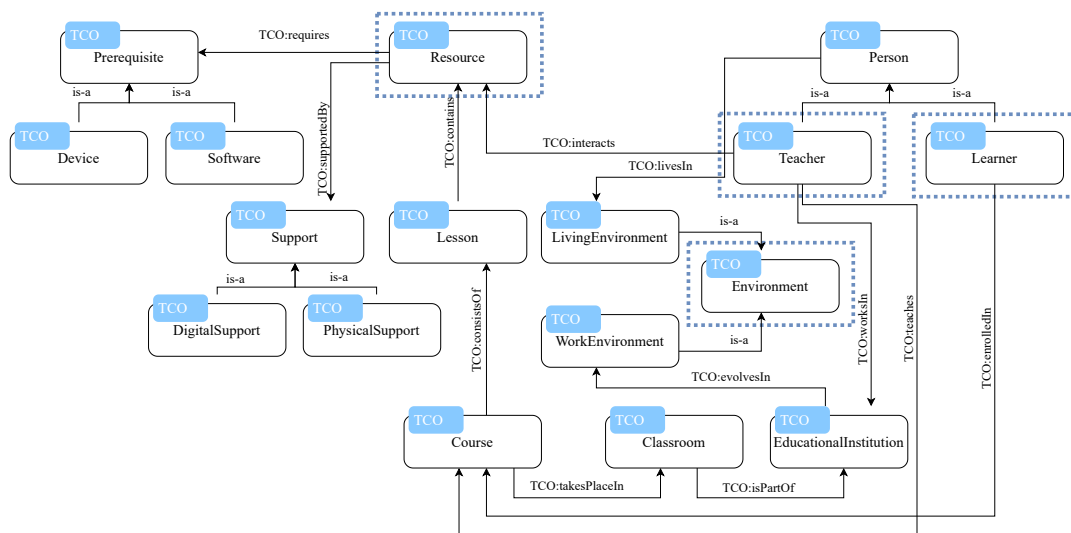 TCO
Prerequisite
TCO:requires
TCO
Resource
TCO
Person
is-a
is-a
TCO
Device
TCO
Software
TCO:supportedBy
TCO:contains
TCO:interacts
TCO:livesIn
is-a
is-a
TCO
Teacher
TCO
Learner
TCO
Support
TCO
Lesson
TCO
LivingEnvironment
is-a
TCO
Environment
is-a
is-a
TCO
DigitalSupport
TCO
PhysicalSupport
TCO:consistsOf
TCO
WorkEnvironment
is-a
TCO:worksIn
TCO:teaches
TCO:enrolledIn
TCO:evolvesIn
TCO
Course
TCO
Classroom
TCO
EducationalInstitution
TCO:takesPlaceIn
TCO:isPartOf